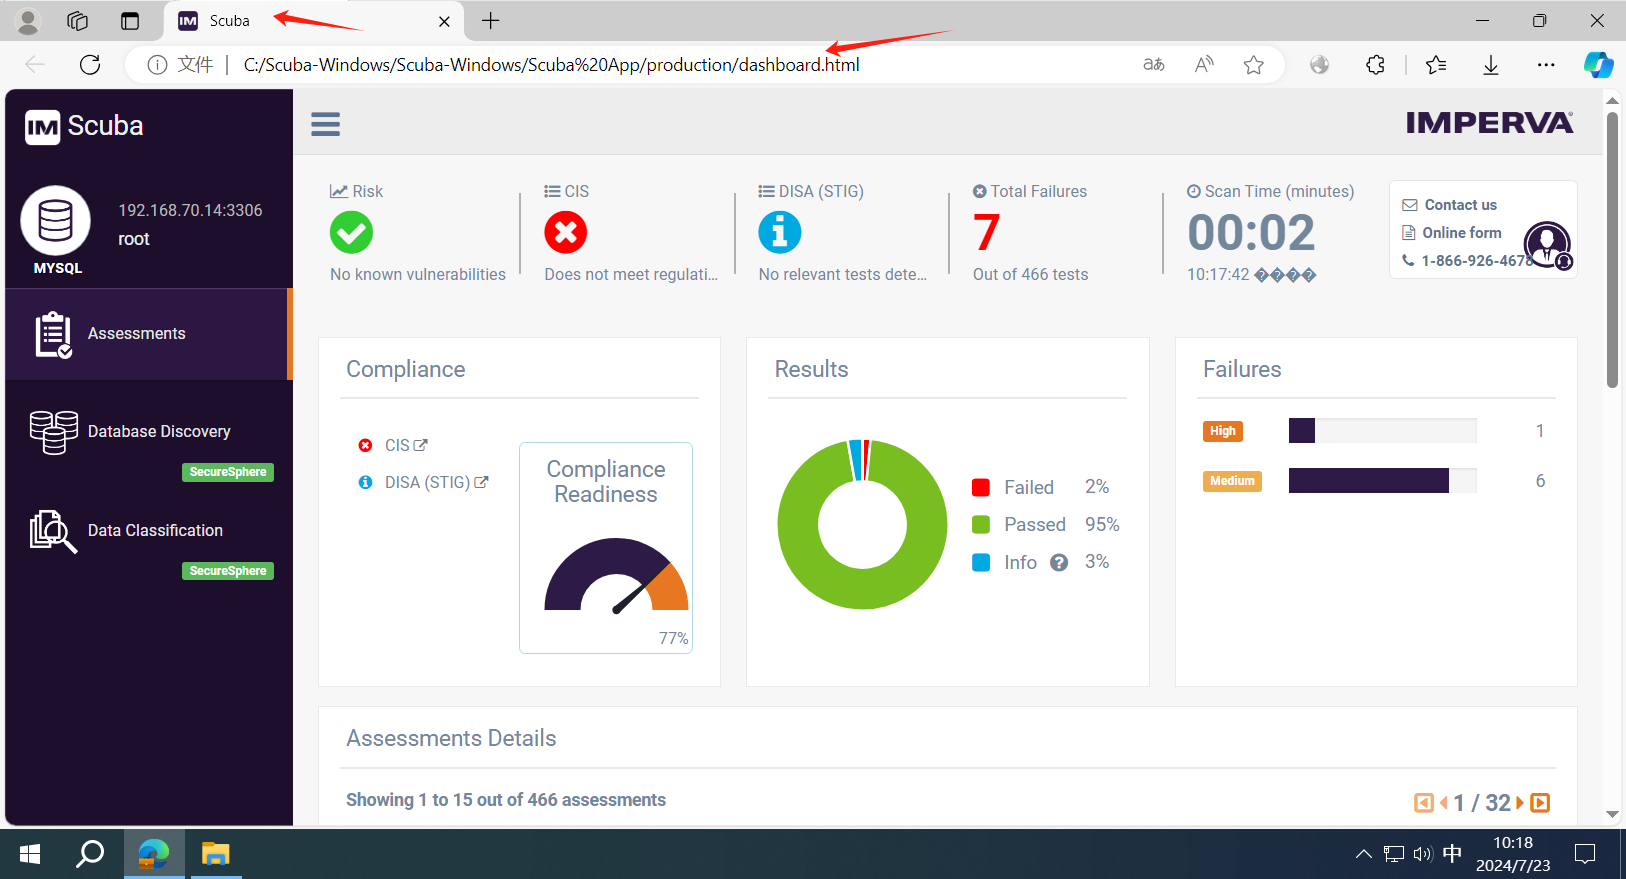 Scuba
文件
C:/Scuba-Windows/Scuba-Windows/Scuba%20App/production/dashboard.html
aあ
IM Scuba
IMPERVA
192.168.70.14:3306
root
MYSQL
Assessments
Database Discovery
SecureSphere
Data Classification
SecureSphere
Risk
No known vulnerabilities
CIS
Does not meet regulati...
DISA (STIG)
No relevant tests dete...
Total Failures
7
Out of 466 tests
Scan Time (minutes)
00:02
10:17:42 ����
Contact us
Online form
1-866-926-4678
Compliance
CIS
DISA (STIG)
Compliance
Readiness
77%
Results
Failed 2%
Passed 95%
Info 3%
Failures
High 1
Medium 6
Assessments Details
Showing 1 to 15 out of 466 assessments
1 / 32
中
10:18
2024/7/23